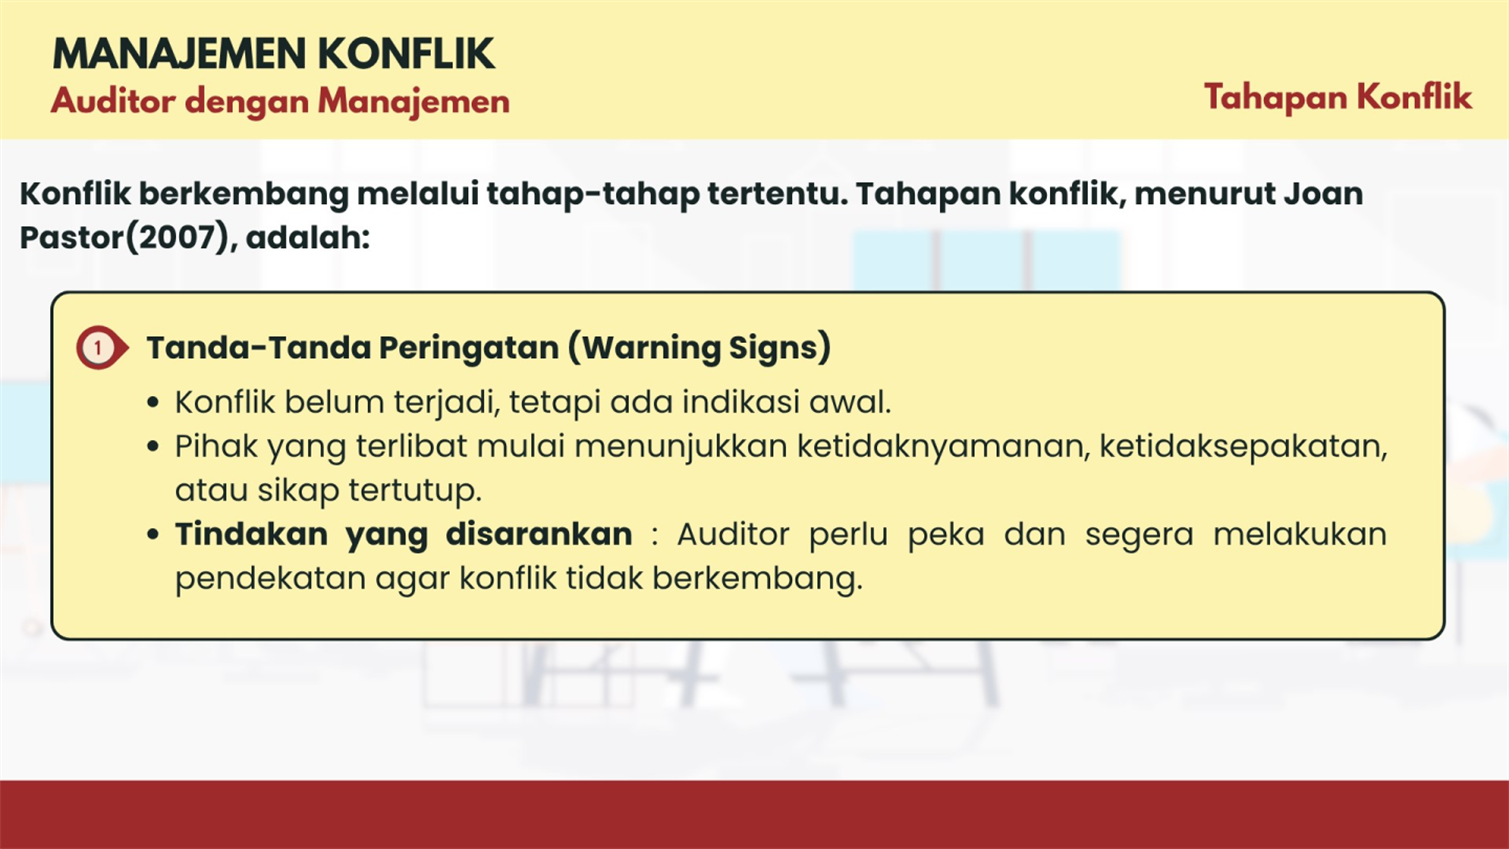 MANAJEMEN KONFLIK
Auditor dengan Manajemen
Tahapan Konflik
Konflik berkembang melalui tahap-tahap tertentu. Tahapan konflik, menurut Joan
Pastor(2007), adalah:
1
Tanda-Tanda Peringatan (Warning Signs)
• Konflik belum terjadi, tetapi ada indikasi awal.
• Pihak yang terlibat mulai menunjukkan ketidaknyamanan, ketidaksepakatan,
atau sikap tertutup.
• Tindakan yang disarankan : Auditor perlu peka dan segera melakukan
pendekatan agar konflik tidak berkembang.